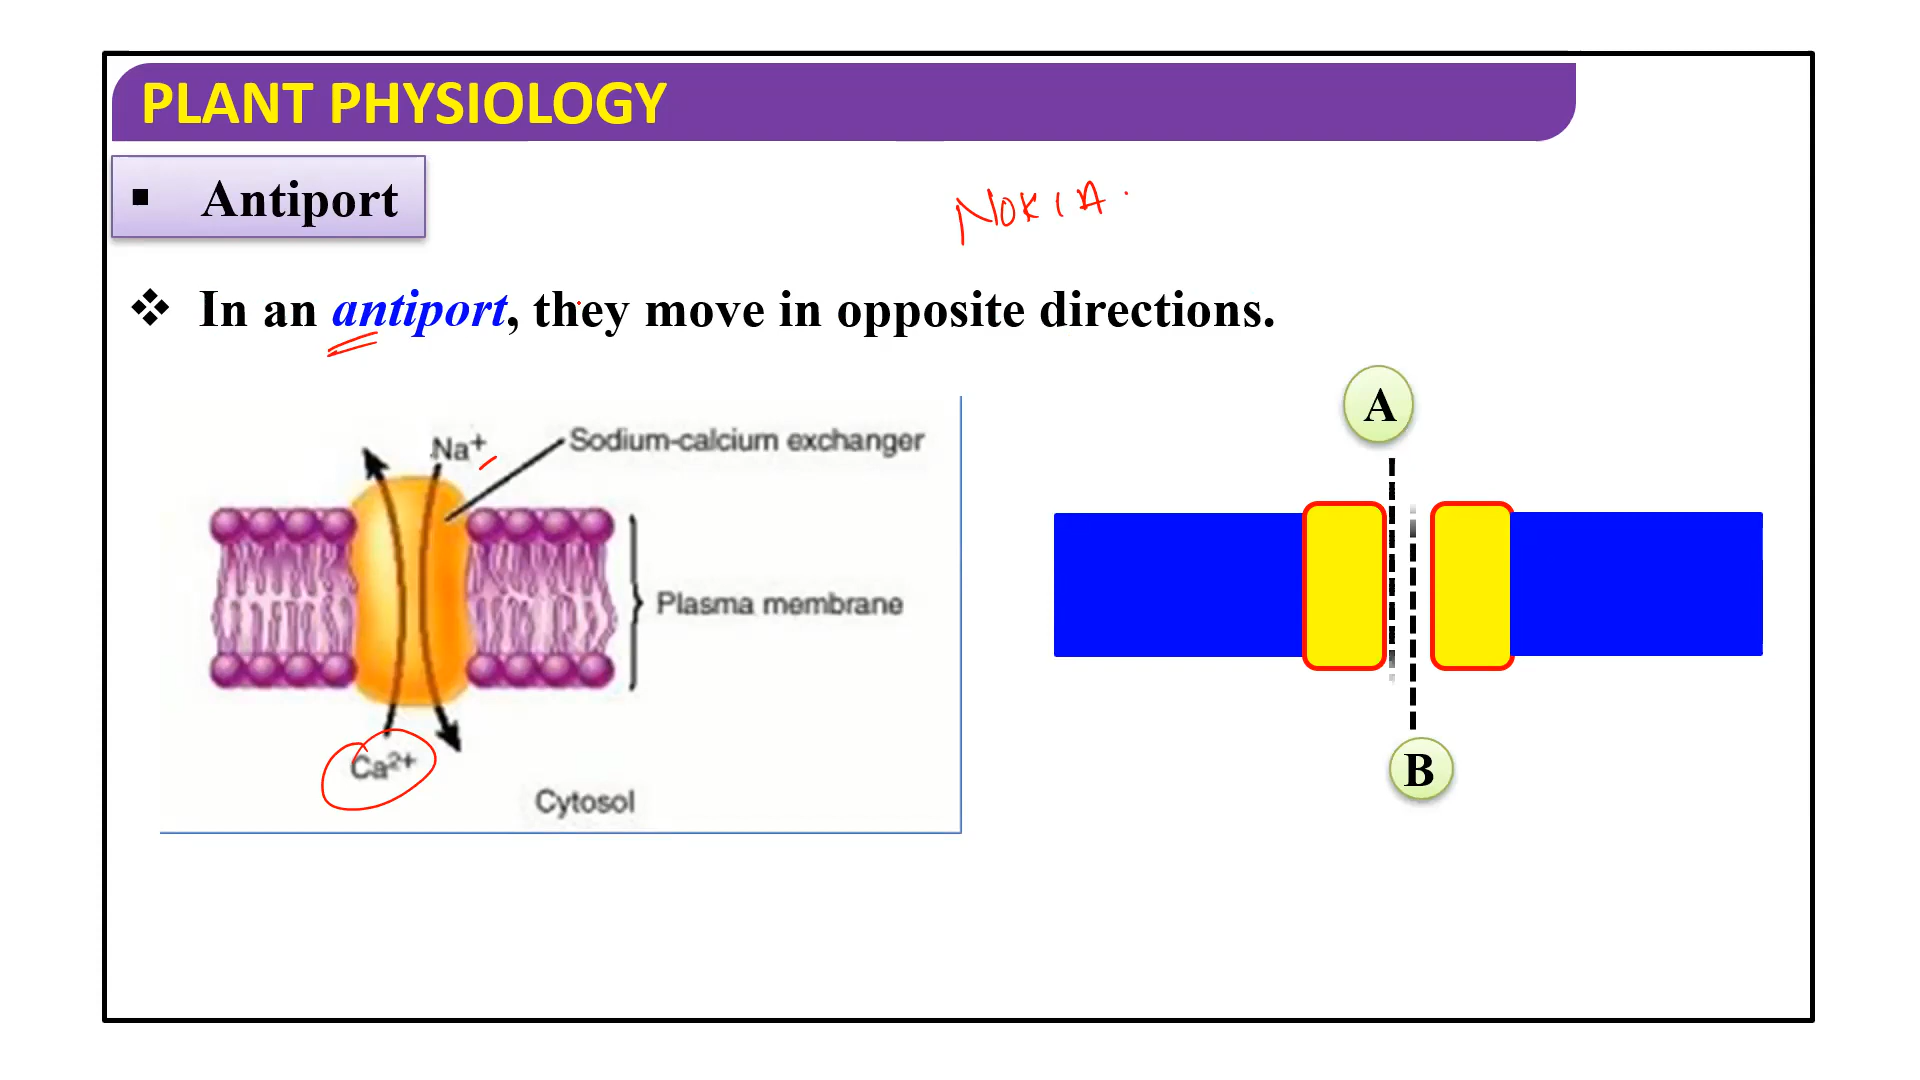 PLANT PHYSIOLOGY
▪ Antiport
NOKIA.
❖ In an antiport, they move in opposite directions.
Na⁺
Sodium-calcium exchanger
Plasma membrane
Ca²⁺
Cytosol
A
B